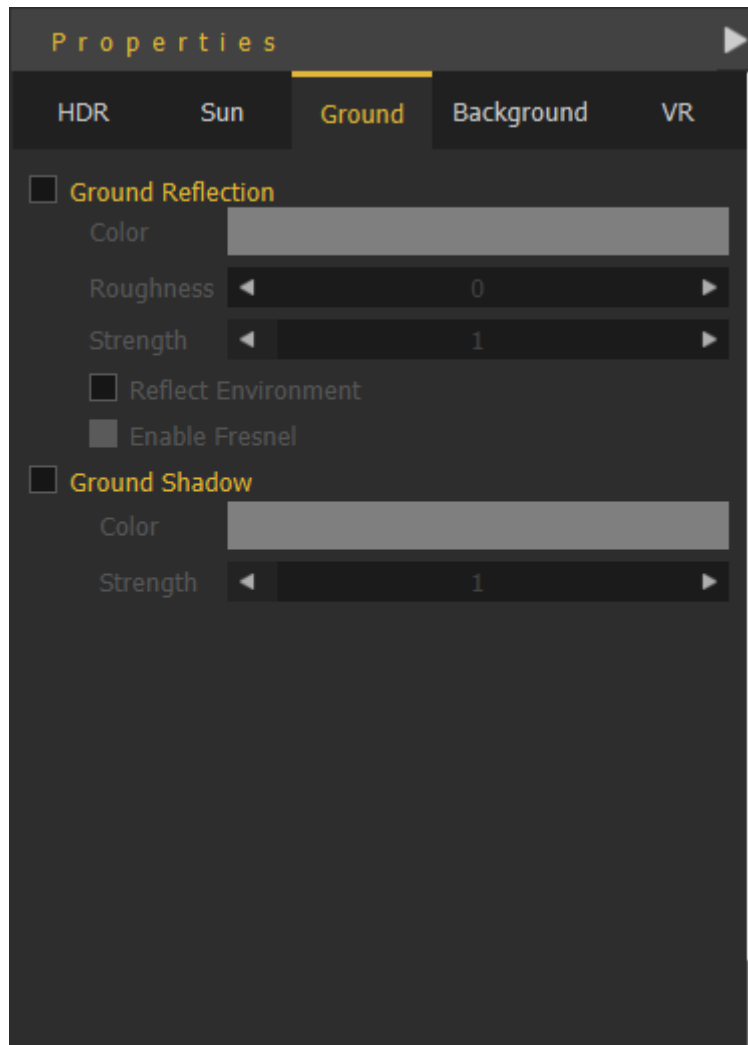 Properties
HDR Sun Ground Background VR
Ground Reflection
Color
Roughness 0
Strength 1
Reflect Environment
Enable Fresnel
Ground Shadow
Color
Strength 1